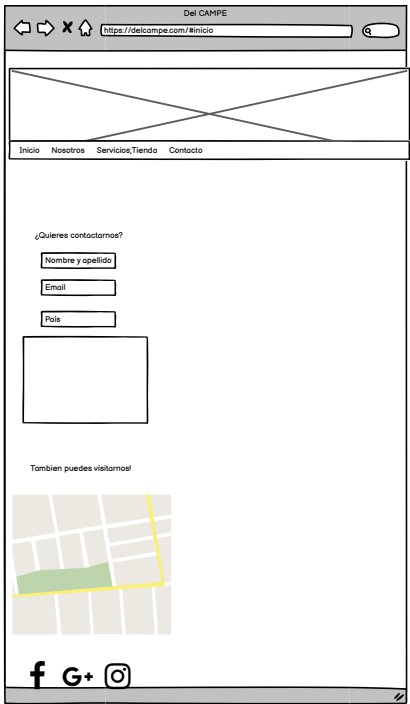 Del CAMPE
https://delcampe.com/#inicio
Inicio Nosotros Servicios;Tienda Contacto
¿Quieres contactarnos?
Nombre y apellido
Email
País
Tambien puedes visitarnos!
f G+